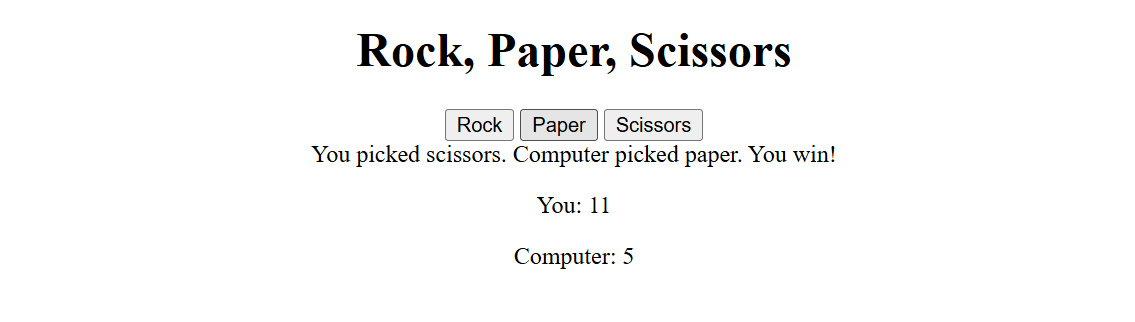 Rock, Paper, Scissors
Rock Paper Scissors
You picked scissors. Computer picked paper. You win!
You: 11
Computer: 5